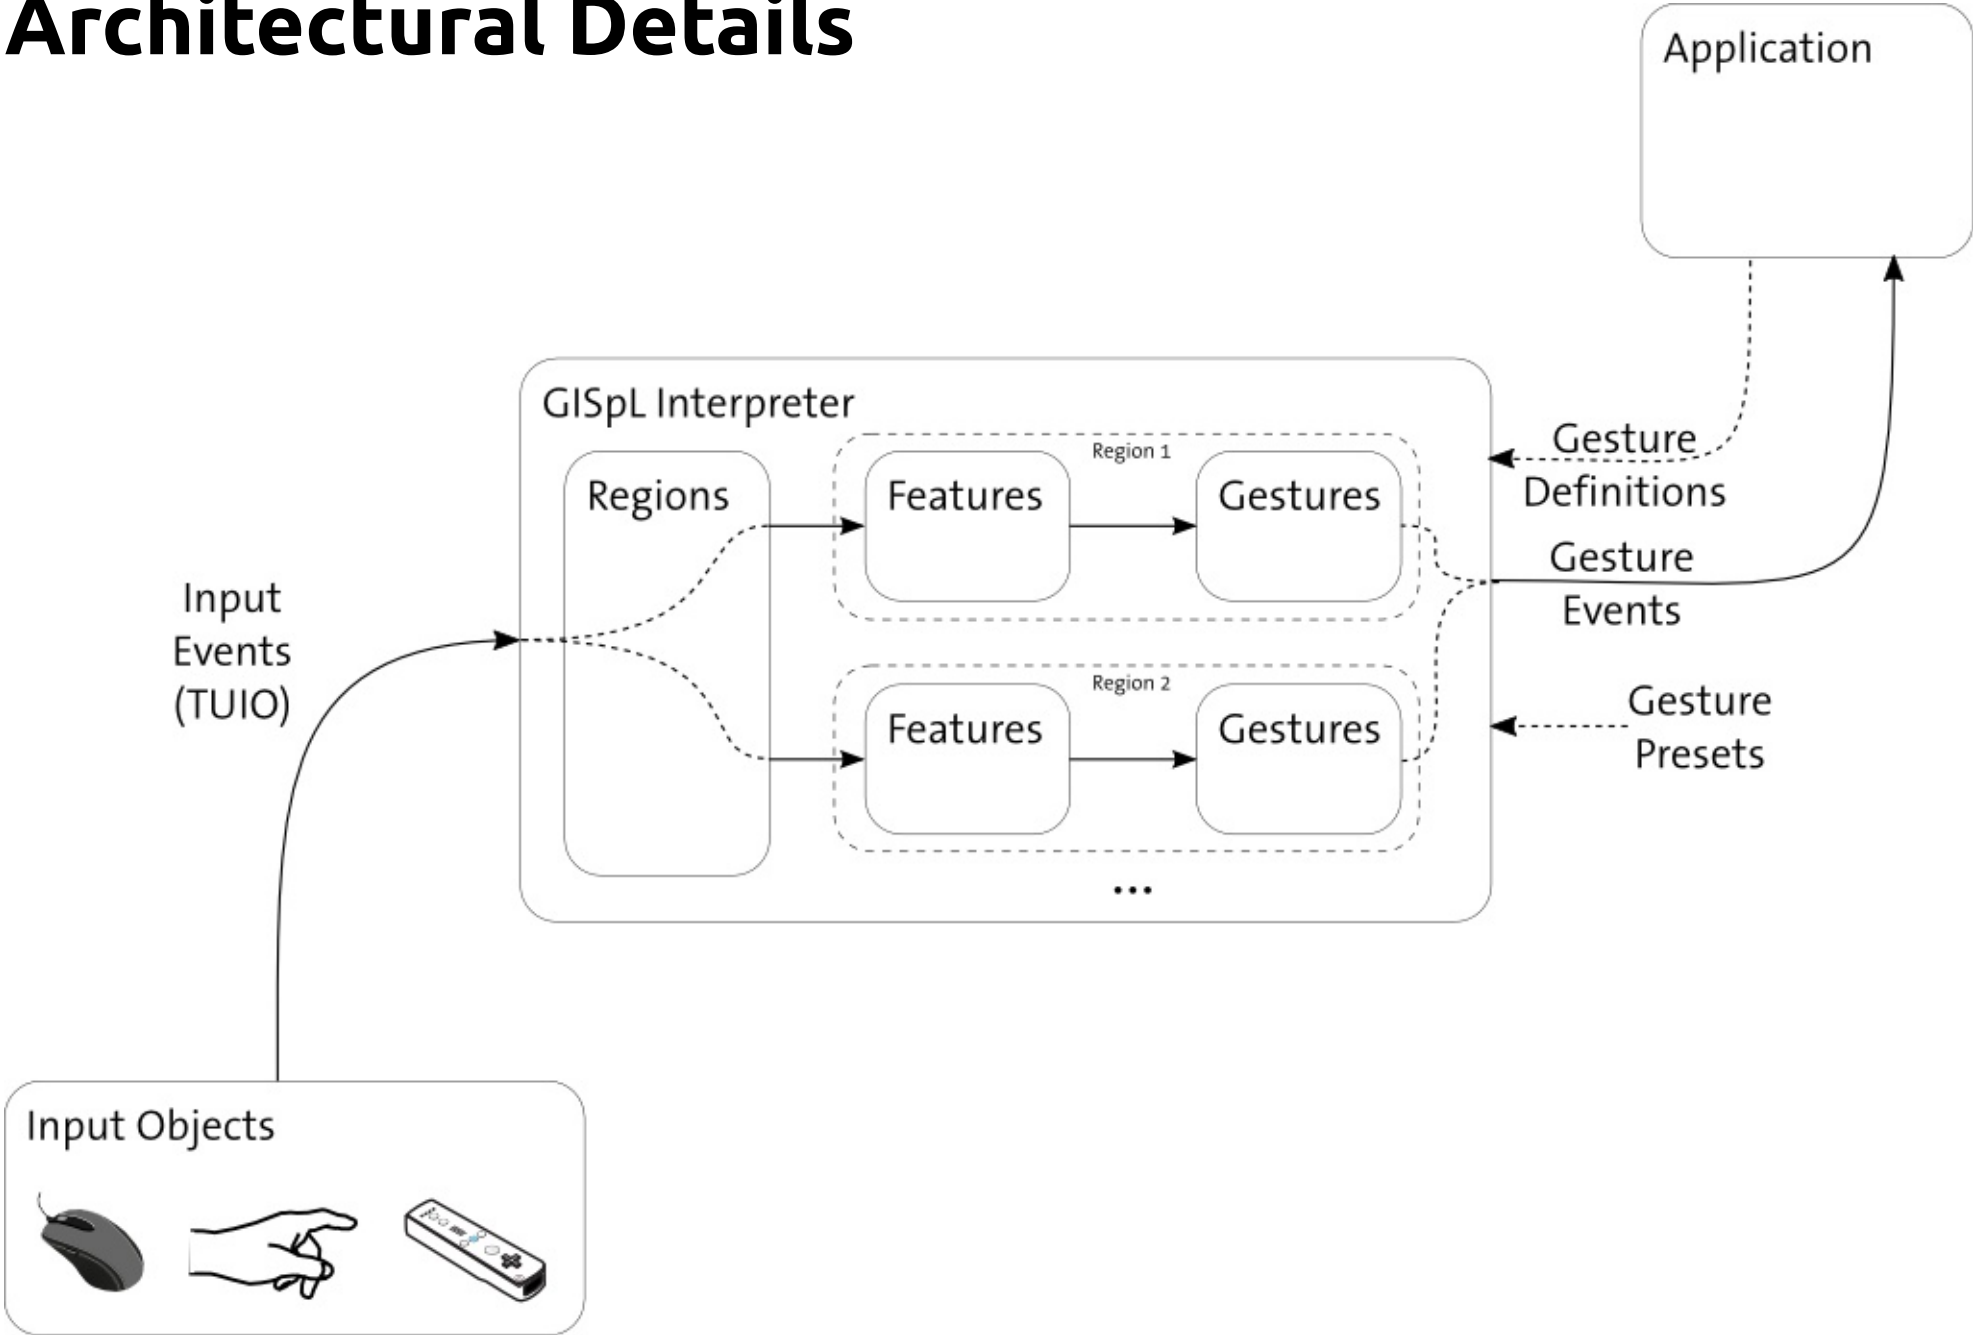 Architectural Details
Application
GISpL Interpreter
Regions
Region 1
Features
Gestures
Region 2
Features
Gestures
...
Gesture
Definitions
Gesture
Events
Gesture
Presets
Input
Events
(TUIO)
Input Objects